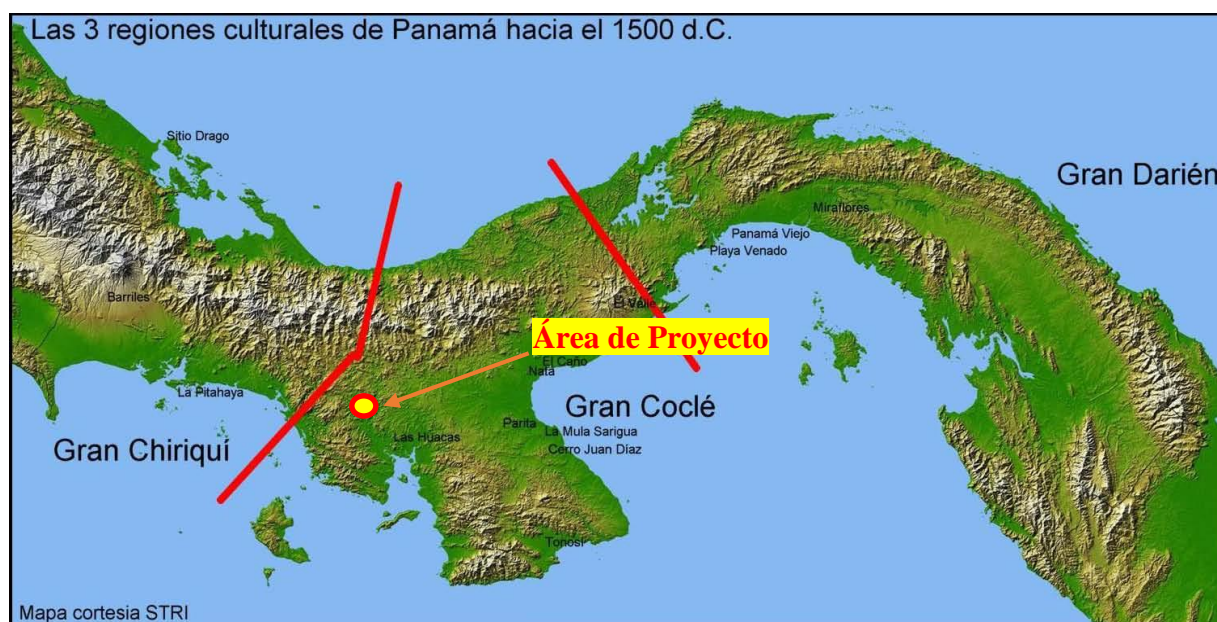 Las 3 regiones culturales de Panamá hacia el 1500 d.C.
Sitio Drago
Gran Darién
Miraflores
Panamá Viejo
Playa Venado
Barriles
El Valle
Área de Proyecto
El Caño
Natá
La Pitahaya
Gran Coclé
Parita
La Mula Sarigua
Las Huacas
Gran Chiriquí
Cerro Juan Díaz
Tonosí
Mapa cortesia STRI